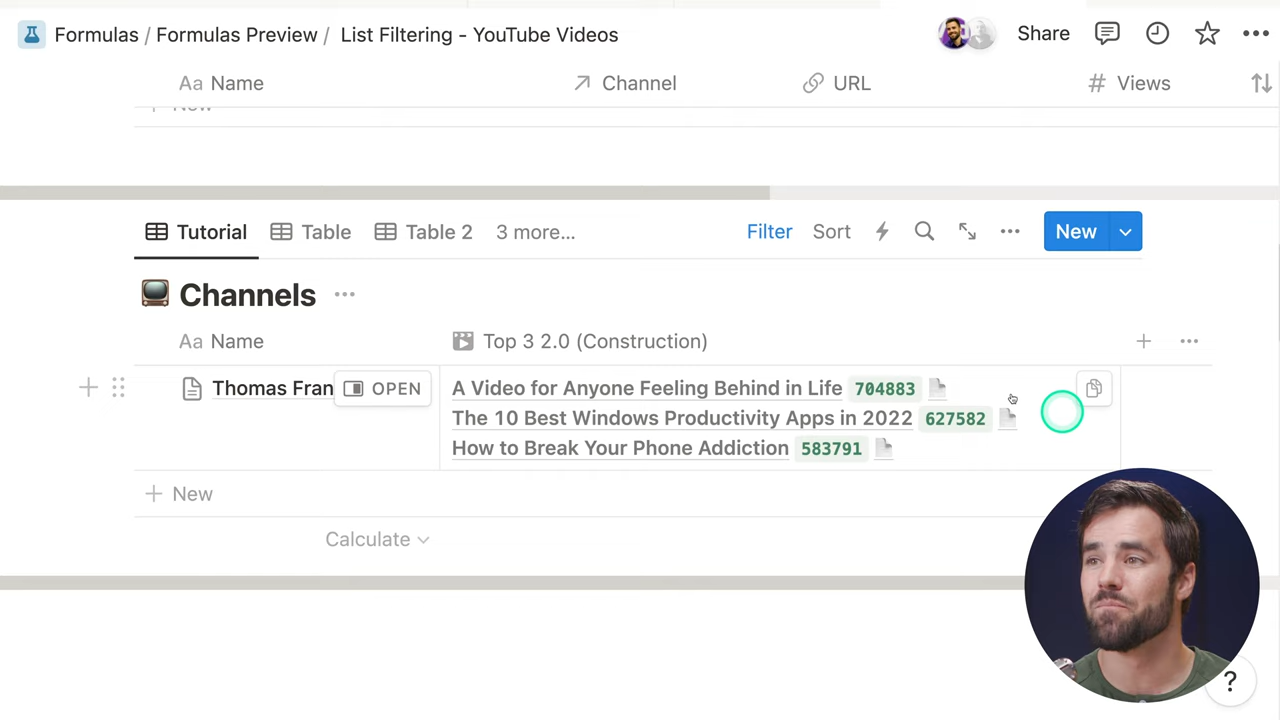 Formulas / Formulas Preview / List Filtering - YouTube Videos Share
Aa Name Channel URL # Views
New
Tutorial Table Table 2 3 more... Filter Sort New
Channels
Aa Name Top 3 2.0 (Construction)
Thomas Fran OPEN A Video for Anyone Feeling Behind in Life 704883
The 10 Best Windows Productivity Apps in 2022 627582
How to Break Your Phone Addiction 583791
New
Calculate
?